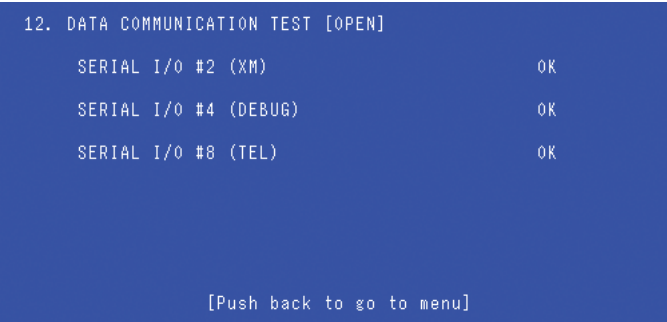 12. DATA COMMUNICATION TEST [OPEN]
SERIAL I/O #2 (XM) OK
SERIAL I/O #4 (DEBUG) OK
SERIAL I/O #8 (TEL) OK
[Push back to go to menu]